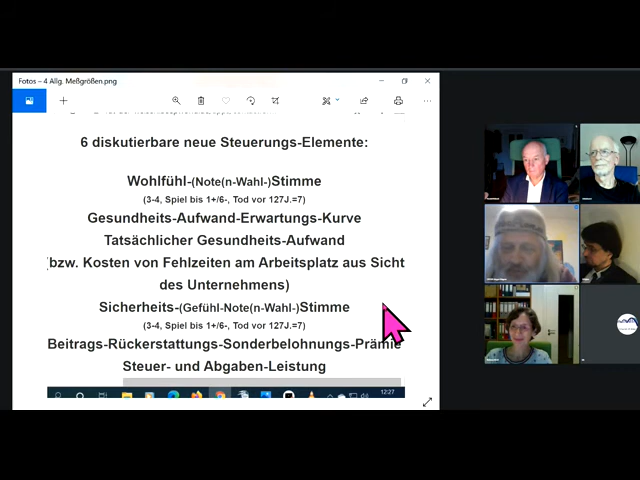 Fotos – 4 Allg. Meßgrößen.png
6 diskutierbare neue Steuerungs-Elemente:
Wohlfühl-(Note(n-Wahl-)Stimme
(3-4, Spiel bis 1+/6-, Tod vor 127J.=7)
Gesundheits-Aufwand-Erwartungs-Kurve
Tatsächlicher Gesundheits-Aufwand
bzw. Kosten von Fehlzeiten am Arbeitsplatz aus Sicht
des Unternehmens)
Sicherheits-(Gefühl-Note(n-Wahl-)Stimme
(3-4, Spiel bis 1+/6-, Tod vor 127J.=7)
Beitrags-Rückerstattungs-Sonderbelohnungs-Prämie
Steuer- und Abgaben-Leistung
12:27